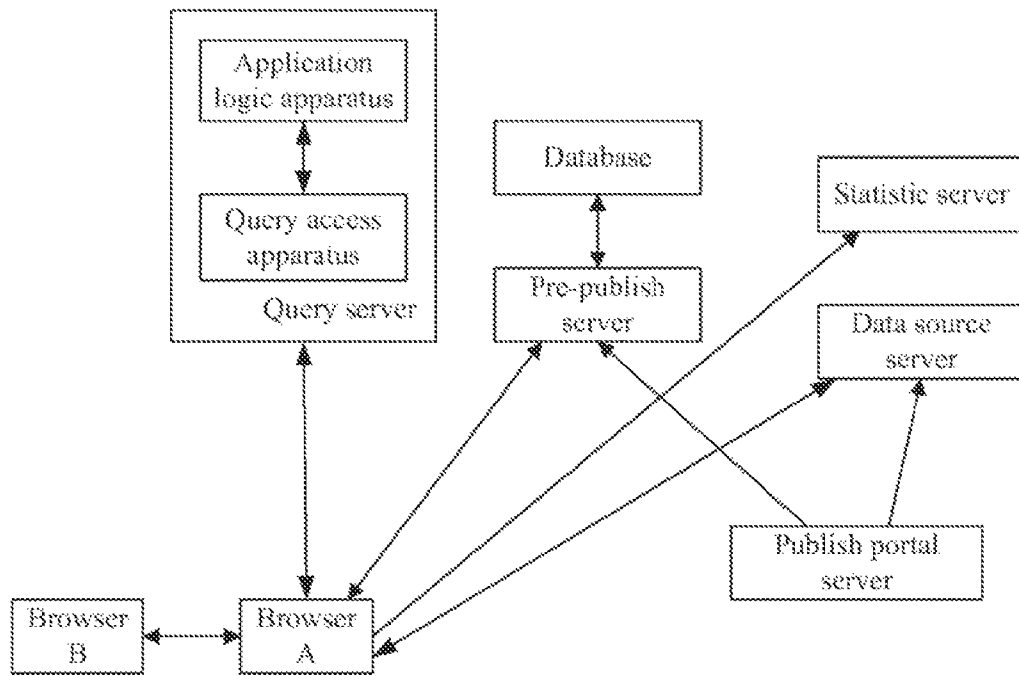 Application
logic apparatus
Query access
apparatus
Query server
Database
Pre-publish
server
Statistic server
Data source
server
Publish portal
server
Browser
B
Browser
A